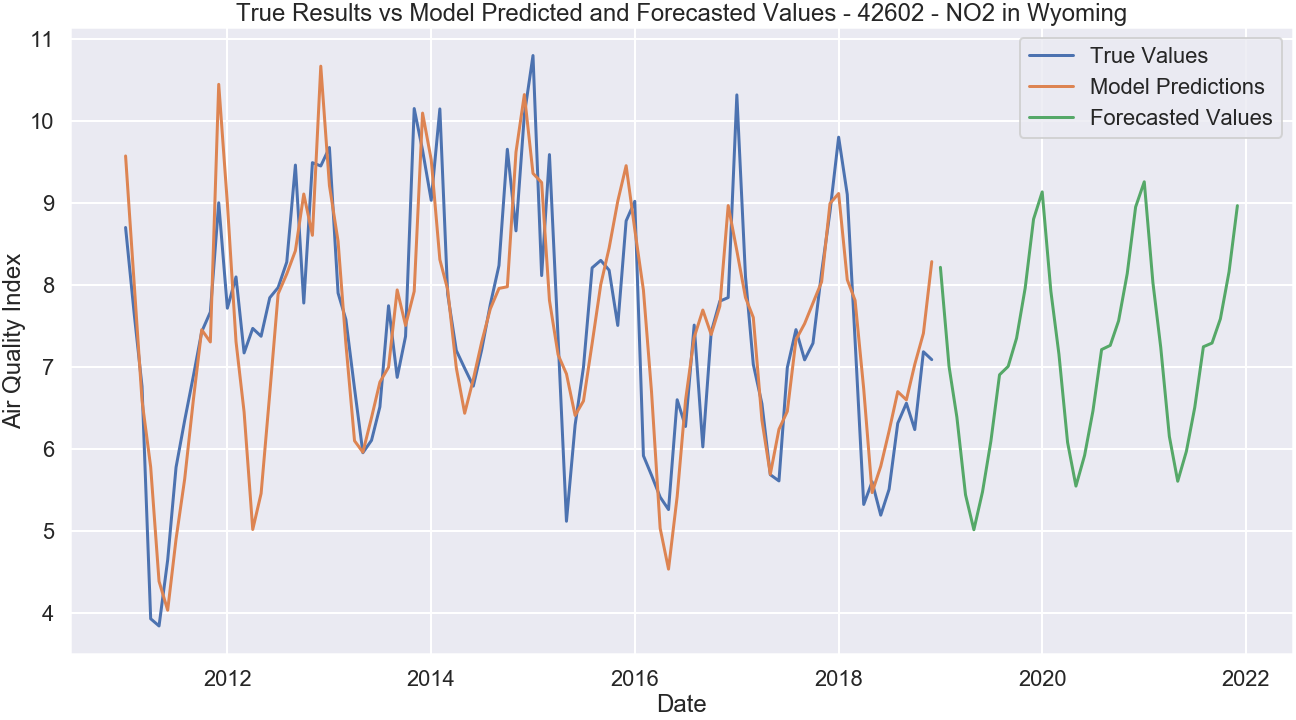 True Results vs Model Predicted and Forecasted Values - 42602 - NO2 in Wyoming
True Values
Model Predictions
Forecasted Values
11
10
9
8
7
6
5
4
Air Quality Index
2012 2014 2016 2018 2020 2022
Date